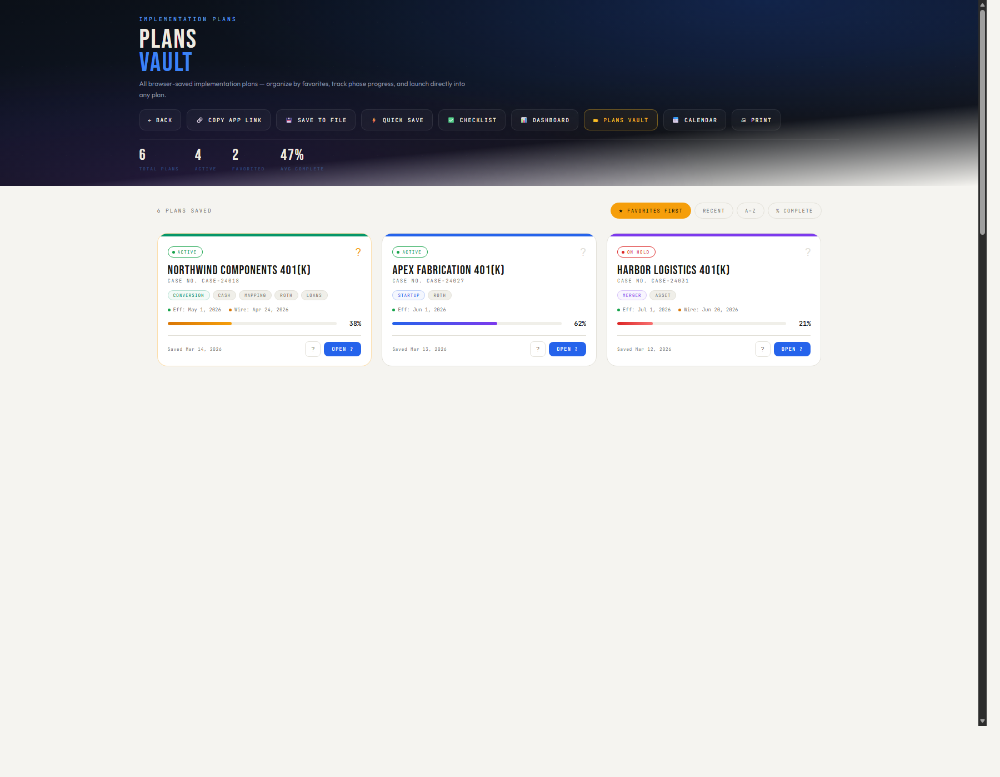 IMPLEMENTATION PLANS
PLANS
VAULT
All browser-saved implementation plans — organize by favorites, track phase progress, and launch directly into
any plan.
← BACK
COPY APP LINK
SAVE TO FILE
QUICK SAVE
CHECKLIST
DASHBOARD
PLANS VAULT
CALENDAR
PRINT
6
TOTAL PLANS
4
ACTIVE
2
FAVORITED
47%
AVG COMPLETE
6 PLANS SAVED
★ FAVORITES FIRST
RECENT
A–Z
% COMPLETE
ACTIVE
?
NORTHWIND COMPONENTS 401(K)
CASE NO. CASE-24018
CONVERSION
CASH
MAPPING
ROTH
LOANS
Eff: May 1, 2026
Wire: Apr 24, 2026
38%
Saved Mar 14, 2026
?
OPEN ?
ACTIVE
?
APEX FABRICATION 401(K)
CASE NO. CASE-24027
STARTUP
ROTH
Eff: Jun 1, 2026
62%
Saved Mar 13, 2026
?
OPEN ?
ON HOLD
?
HARBOR LOGISTICS 401(K)
CASE NO. CASE-24031
MERGER
ASSET
Eff: Jul 1, 2026
Wire: Jun 20, 2026
21%
Saved Mar 12, 2026
?
OPEN ?